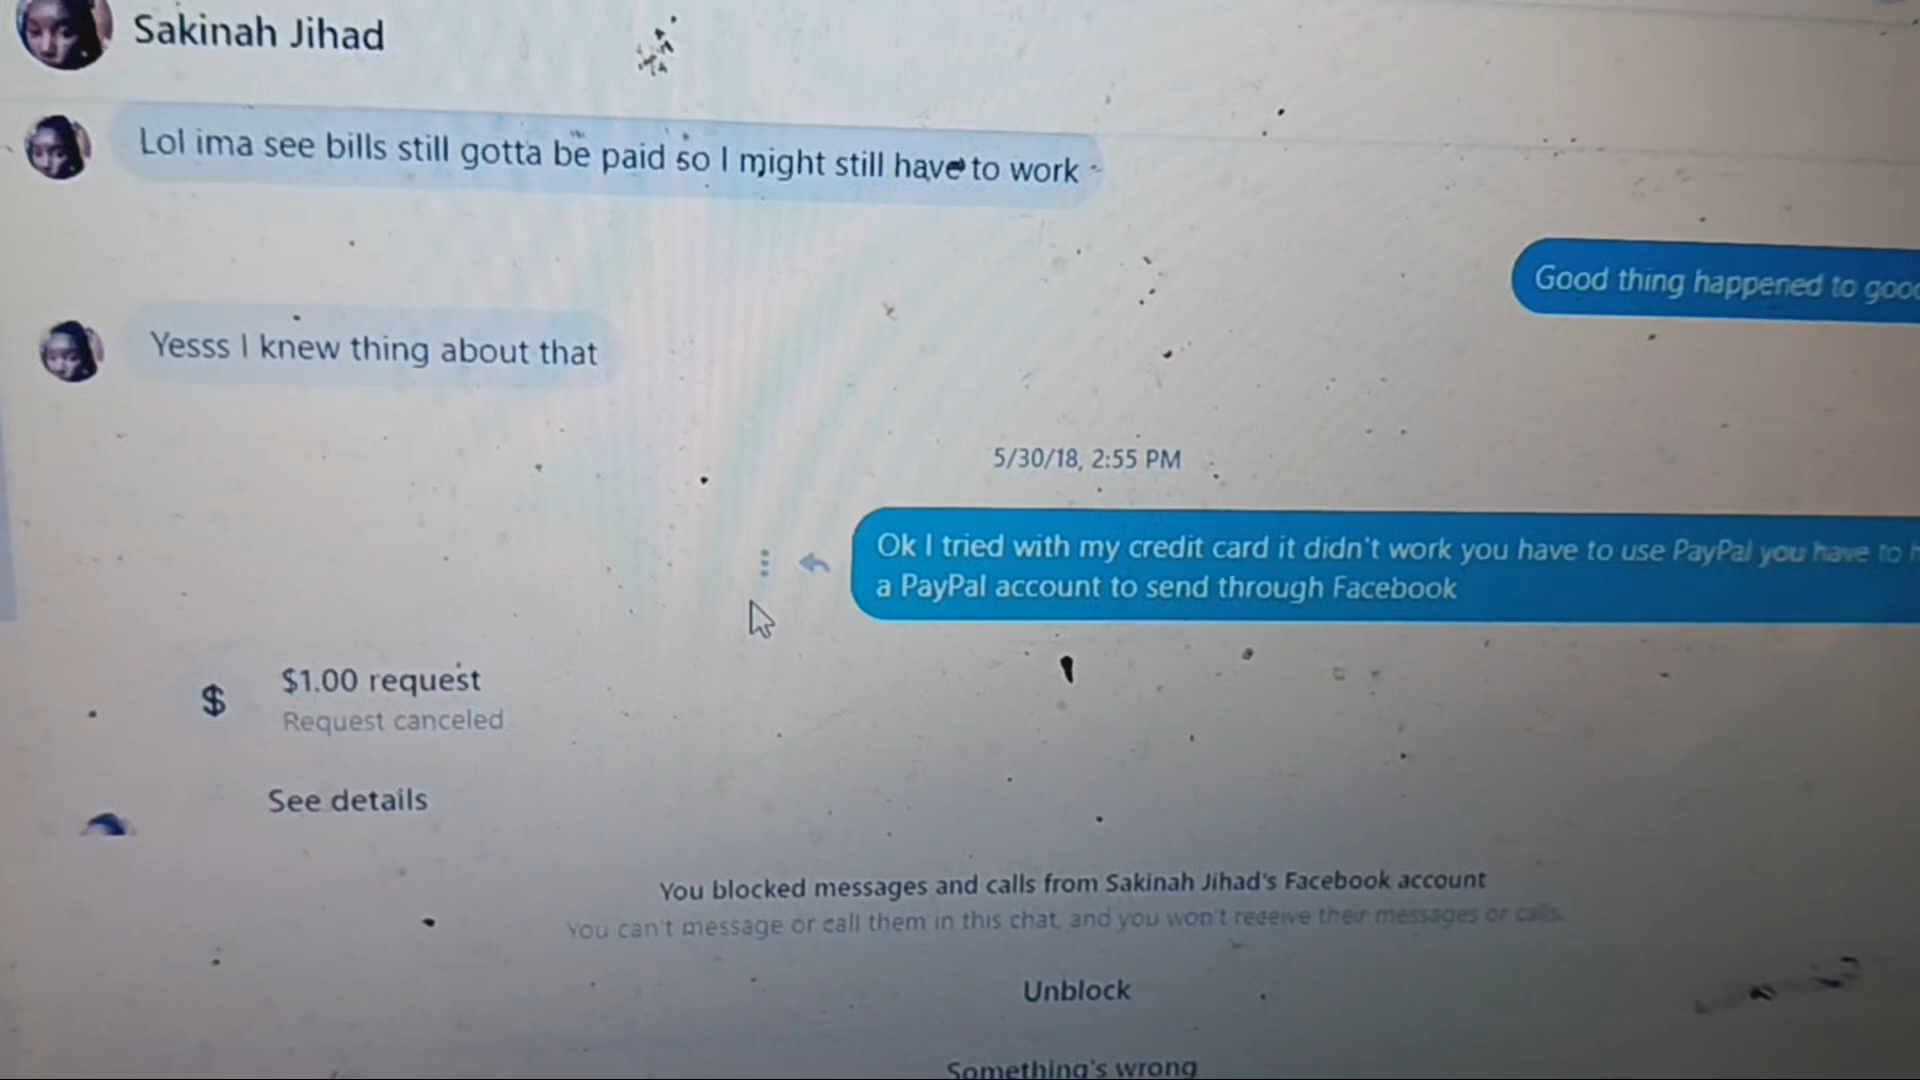 Sakinah Jihad
Lol ima see bills still gotta be paid so I might still have to work
Good thing happened to
Yesss I knew thing about that
5/30/18, 2:55 PM
Ok I tried with my credit card it didn't work you have to use PayPal you have to
a PayPal account to send through Facebook
$
$1.00 request
Request canceled
See details
You blocked messages and calls from Sakinah Jihad's Facebook account
You can't message or call them in this chat, and you won't receive their messages or calls.
Unblock
Something's wrong